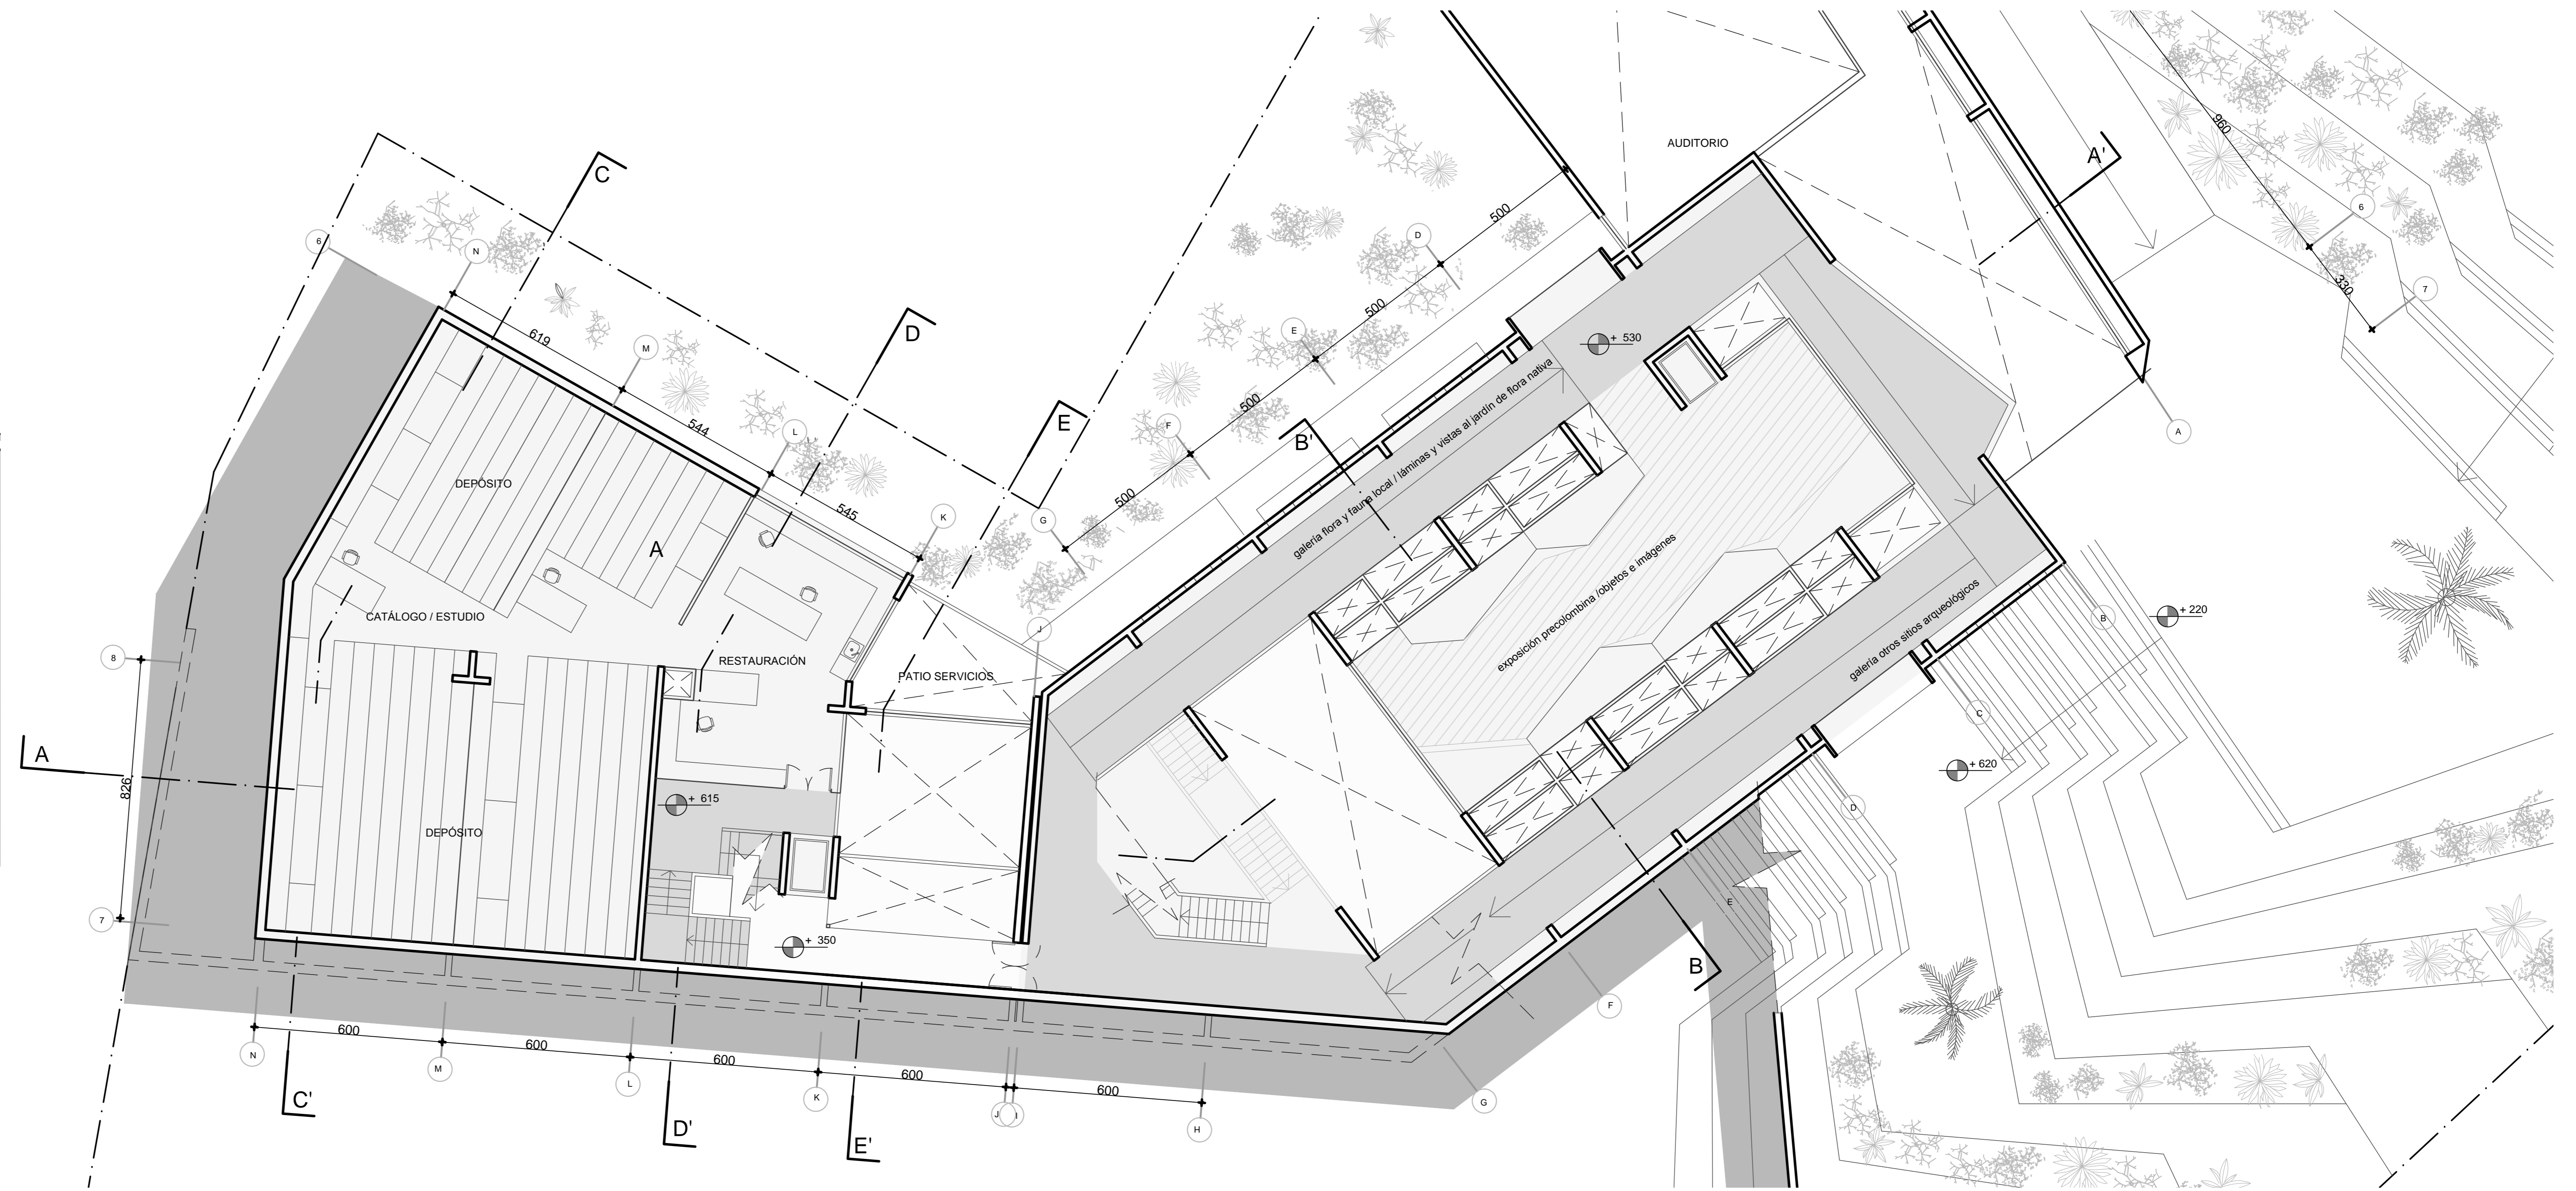 AUDITORIO
A'
960
6
330
7
C
6
N
619
M
544
L
545
K
D
E
500
D
500
E
500
F
500
G
J
B'
+ 530
galería flora y fauna local / láminas y vistas al jardín de flora nativa
exposición precolombina /objetos e imágenes
galería otros sitios arqueológicos
A
B
+ 220
C
+ 620
D
E
B
F
G
DEPÓSITO
A
CATÁLOGO / ESTUDIO
RESTAURACIÓN
PATIO SERVICIOS
8
A
826
7
+ 615
DEPÓSITO
+ 350
600
600
600
600
600
N
M
L
K
J
I
H
C'
D'
E'